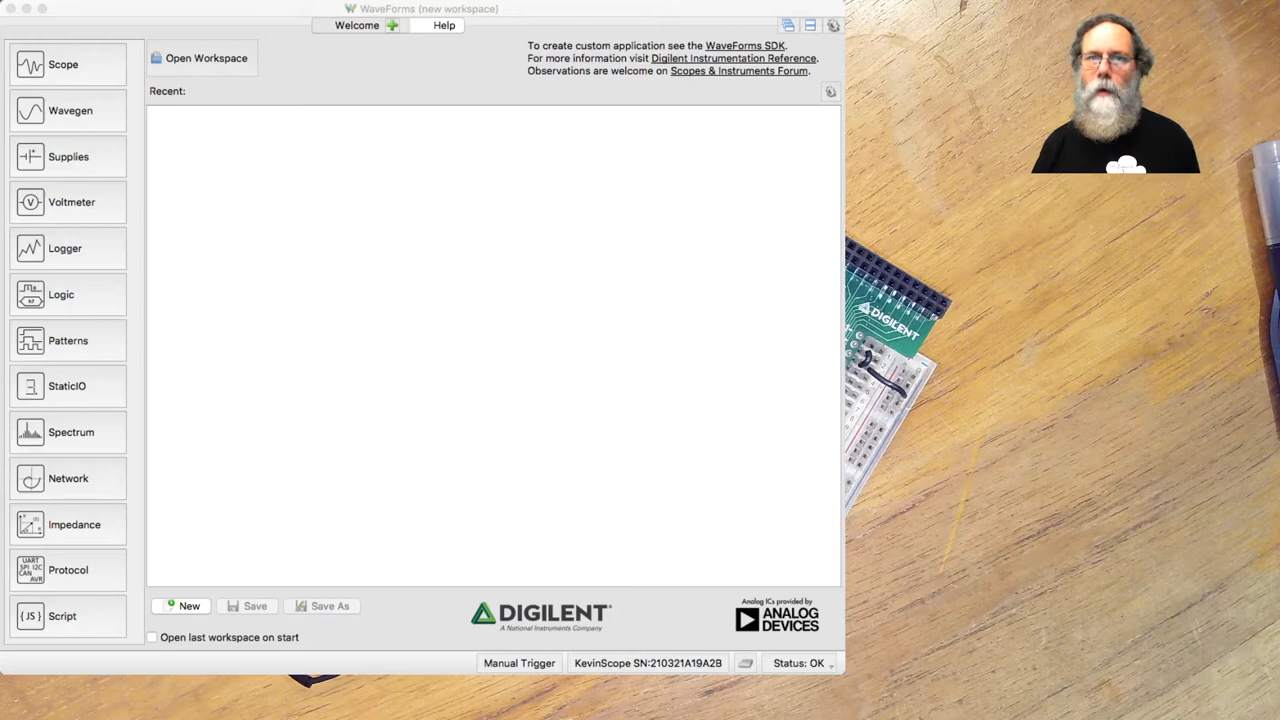 WaveForms (new workspace)
Welcome
Help
Scope
Wavegen
Supplies
Voltmeter
Logger
Logic
Patterns
StaticIO
Spectrum
Network
Impedance
Protocol
Script
Open Workspace
To create custom application see the WaveForms SDK.
For more information visit Digilent Instrumentation Reference.
Observations are welcome on Scopes & Instruments Forum.
Recent:
New
Save
Save As
Open last workspace on start
DIGILENT
A National Instruments Company
Analog ICs provided by
ANALOG
DEVICES
Manual Trigger
KevinScope SN:210321A19A2B
Status: OK
DIGILENT